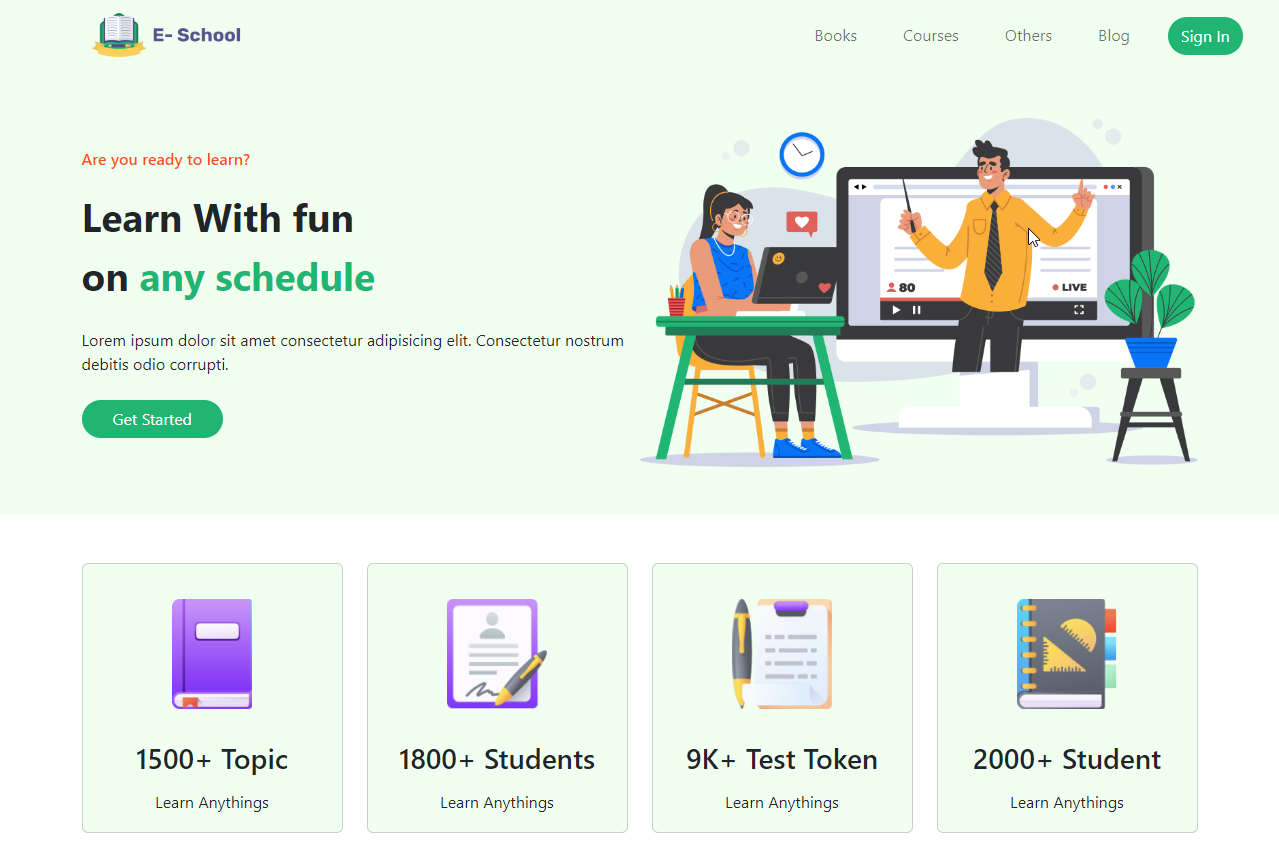 E- School
Books
Courses
Others
Blog
Sign In
Are you ready to learn?
Learn With fun
on any schedule
Lorem ipsum dolor sit amet consectetur adipisicing elit. Consectetur nostrum
debitis odio corrupti.
Get Started
80
LIVE
1500+ Topic
Learn Anythings
1800+ Students
Learn Anythings
9K+ Test Token
Learn Anythings
2000+ Student
Learn Anythings